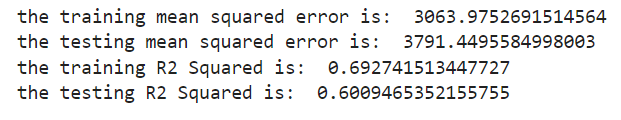 the training mean squared error is:  3063.9752691514564
the testing mean squared error is:  3791.4495584998003
the training R2 Squared is:  0.692741513447727
the testing R2 Squared is:  0.6009465352155755